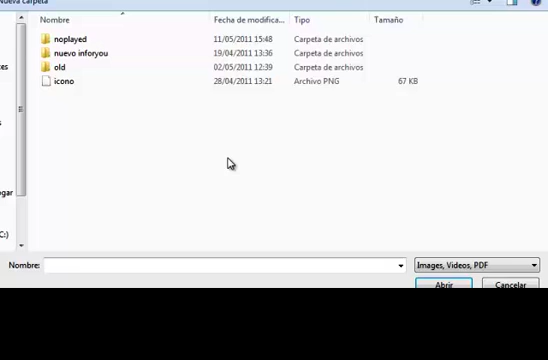 Nueva carpeta
Nombre Fecha de modifica... Tipo Tamaño
noplayed 11/05/2011 15:48 Carpeta de archivos
nuevo inforyou 19/04/2011 13:36 Carpeta de archivos
old 02/05/2011 12:39 Carpeta de archivos
icono 28/04/2011 13:21 Archivo PNG 67 KB
tes
s
ogar
C:)
Nombre: Images, Videos, PDF
Abrir Cancelar